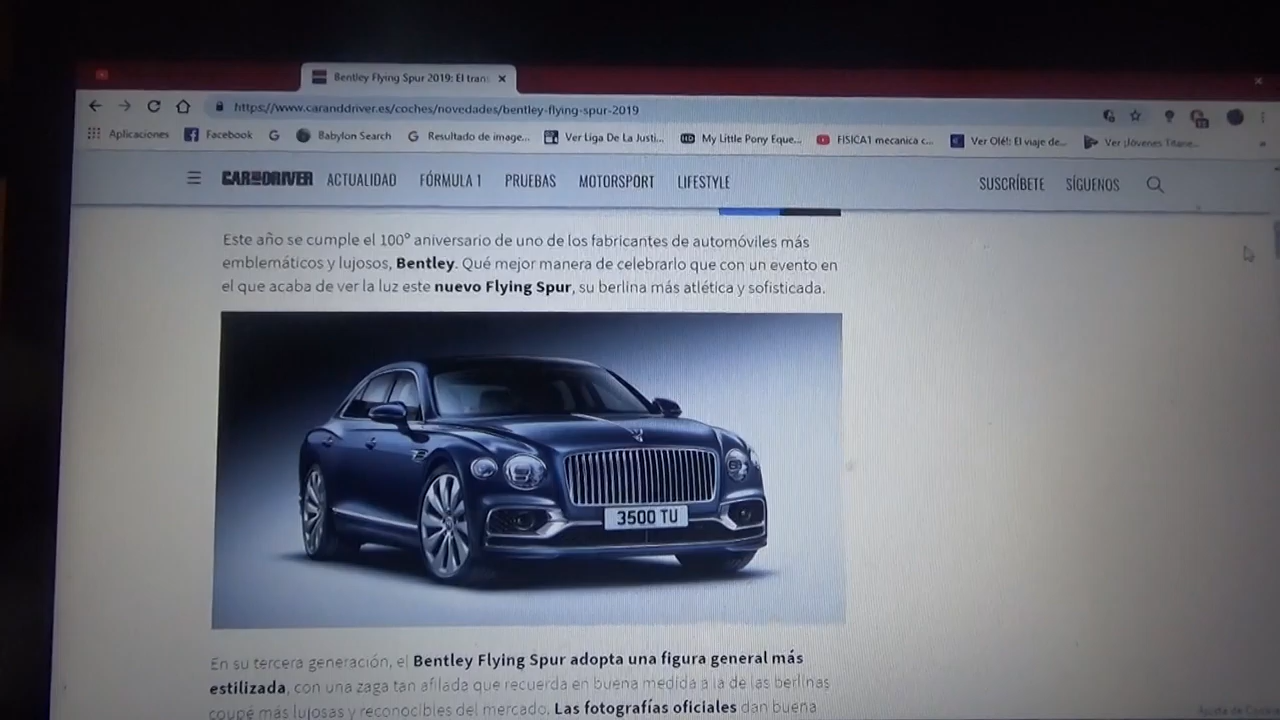 Bentley Flying Spur 2019: El trans
https://www.caranddriver.es/coches/novedades/bentley-flying-spur-2019
Aplicaciones Facebook Babylon Search Resultado de image... Ver Liga De La Justi... My Little Pony Eque... FISICA1 mecanica c... Ver Olé!: El viaje de... Ver ¡Jóvenes Titane...
CAR AND DRIVER ACTUALIDAD FÓRMULA 1 PRUEBAS MOTORSPORT LIFESTYLE SUSCRÍBETE SÍGUENOS
Este año se cumple el 100º aniversario de uno de los fabricantes de automóviles más
emblemáticos y lujosos, Bentley. Qué mejor manera de celebrarlo que con un evento en
el que acaba de ver la luz este nuevo Flying Spur, su berlina más atlética y sofisticada.
3500 TU
En su tercera generación, el Bentley Flying Spur adopta una figura general más
estilizada, con una zaga tan afilada que recuerda en buena medida a la de las berlinas
coupé más lujosas y reconocibles del mercado. Las fotografías oficiales dan buena